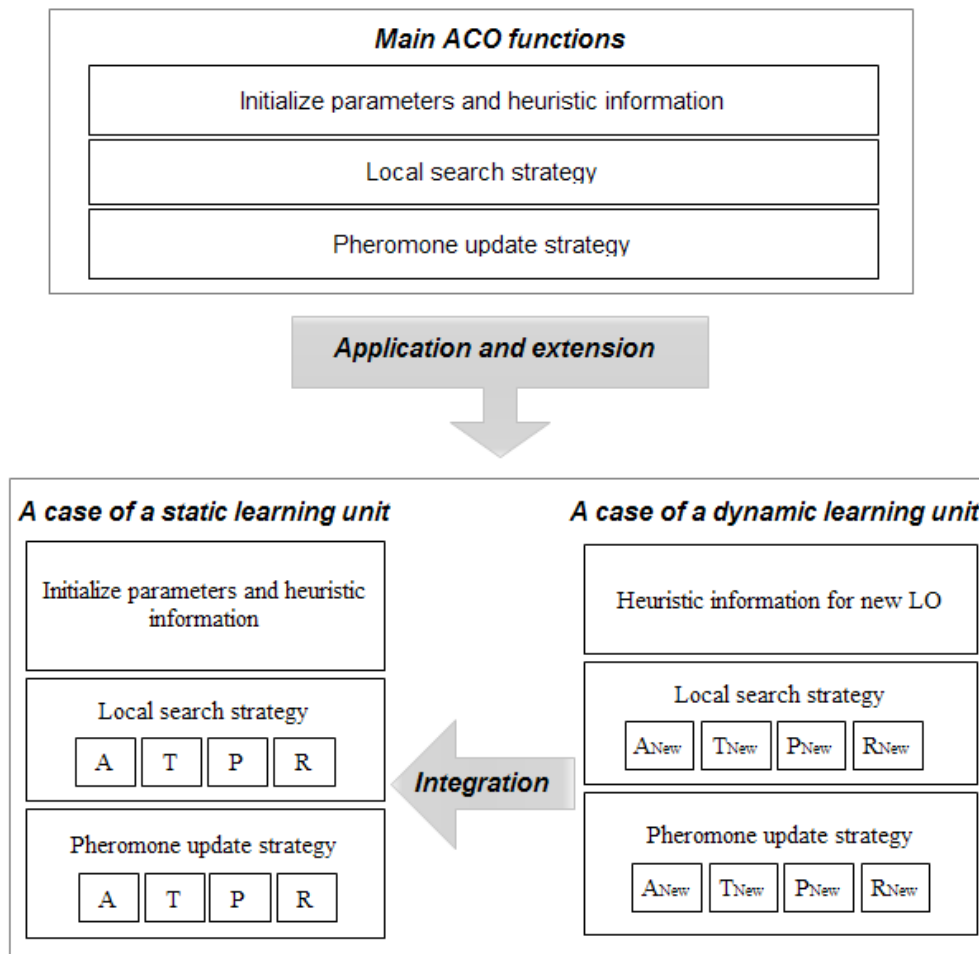 Main ACO functions
Initialize parameters and heuristic information
Local search strategy
Pheromone update strategy
Application and extension
A case of a static learning unit
Initialize parameters and heuristic
information
Local search strategy
A T P R
Pheromone update strategy
A T P R
Integration
A case of a dynamic learning unit
Heuristic information for new LO
Local search strategy
ANew TNew PNew RNew
Pheromone update strategy
ANew TNew PNew RNew